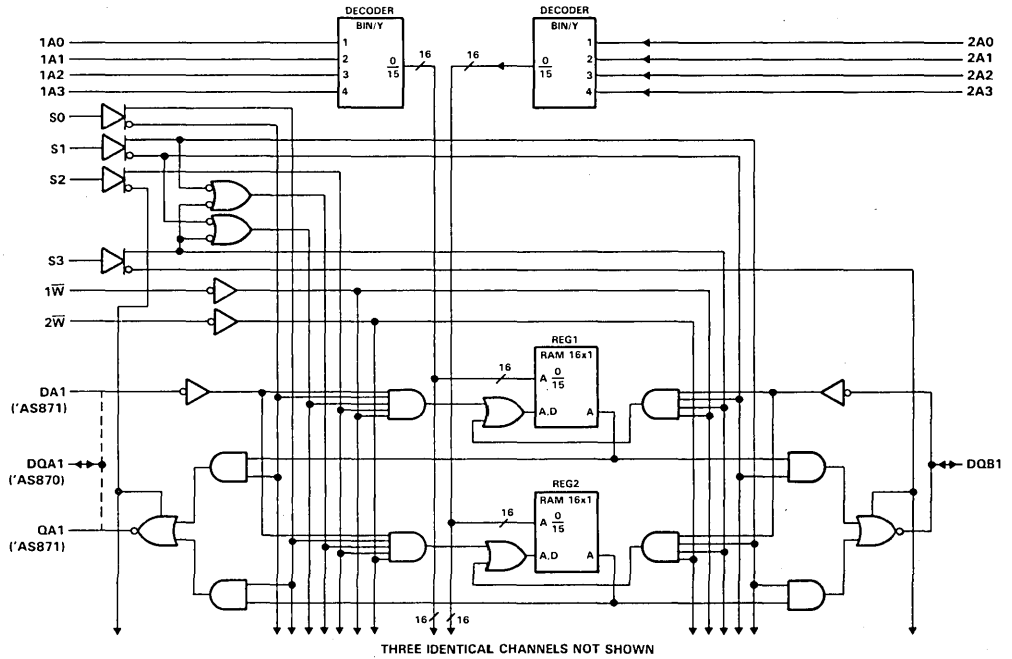 DECODER
DECODER
BIN/Y
BIN/Y
1A0
1
1
2A0
1A1
2
0/15
16
16
0/15
2
2A1
1A2
3
3
2A2
1A3
4
4
2A3
S0
S1
S2
S3
1W̅
2W̅
REG1
RAM 16x1
16
A 0/15
DA1
('AS871)
A,D
A
DQA1
('AS870)
DQB1
REG2
RAM 16x1
16
A 0/15
QA1
('AS871)
A,D
A
16
16
THREE IDENTICAL CHANNELS NOT SHOWN